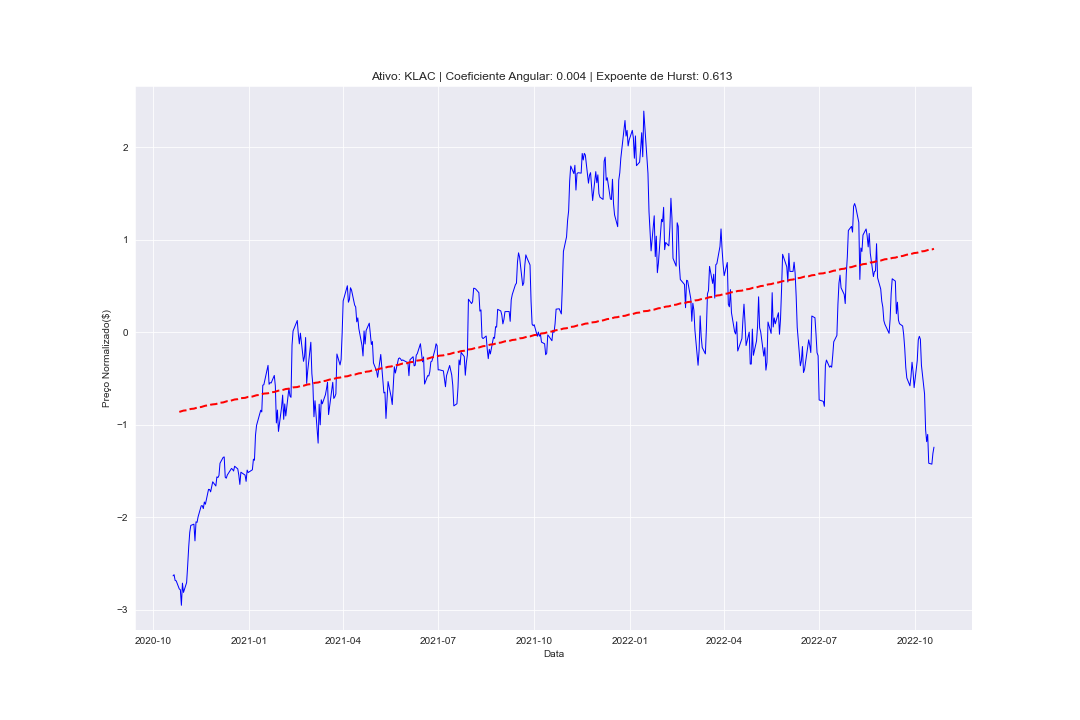 Ativo: KLAC | Coeficiente Angular: 0.004 | Expoente de Hurst: 0.613
Preço Normalizado($)
2
1
0
−1
−2
−3
2020-10 2021-01 2021-04 2021-07 2021-10 2022-01 2022-04 2022-07 2022-10
Data